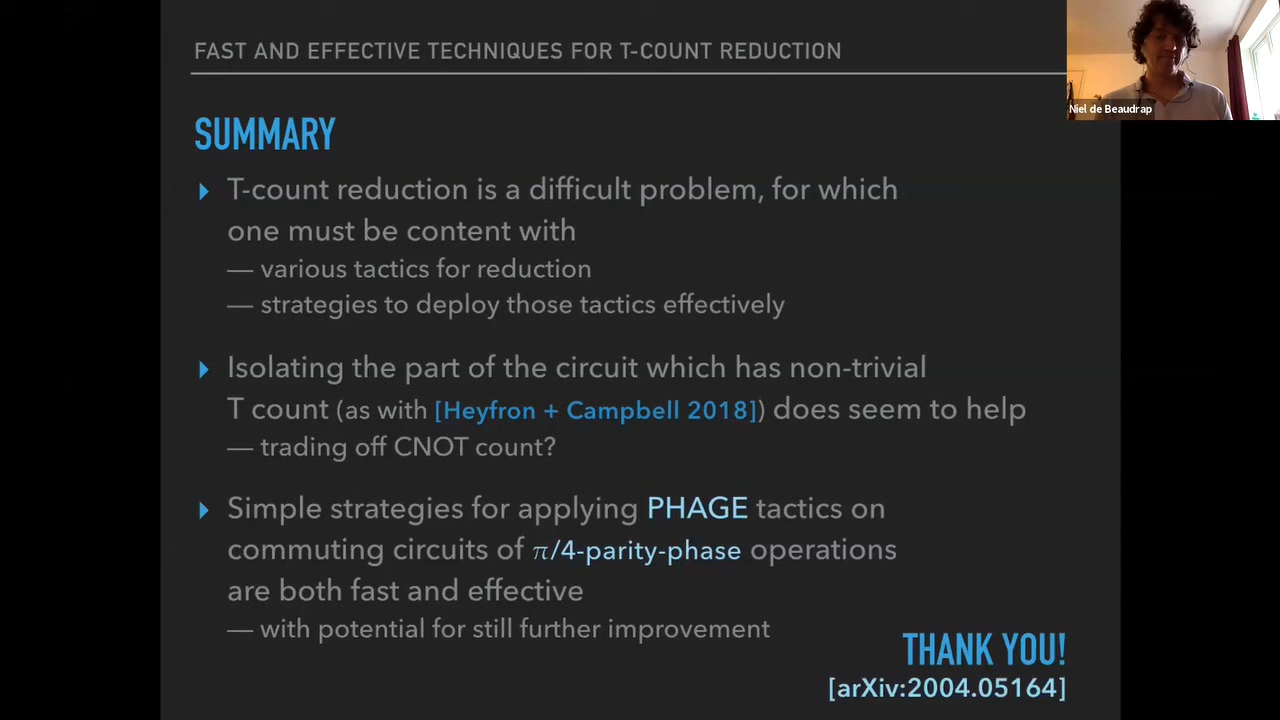 FAST AND EFFECTIVE TECHNIQUES FOR T-COUNT REDUCTION
Niel de Beaudrap
SUMMARY
T-count reduction is a difficult problem, for which
one must be content with
— various tactics for reduction
— strategies to deploy those tactics effectively
Isolating the part of the circuit which has non-trivial
T count (as with [Heyfron + Campbell 2018]) does seem to help
— trading off CNOT count?
Simple strategies for applying PHAGE tactics on
commuting circuits of π/4-parity-phase operations
are both fast and effective
— with potential for still further improvement
THANK YOU!
[arXiv:2004.05164]